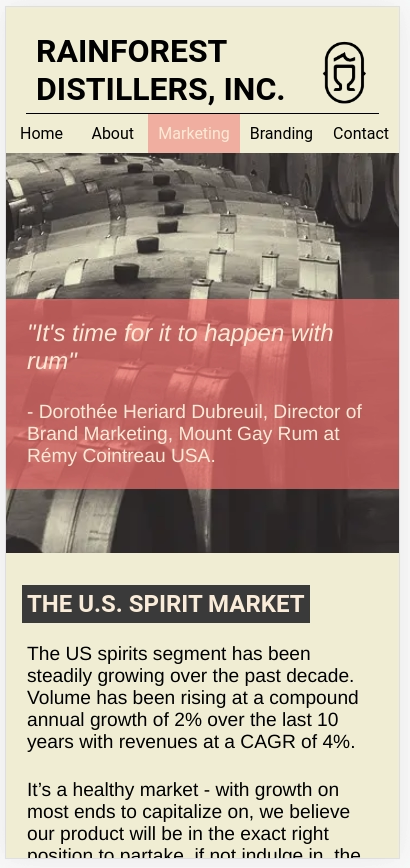 RAINFOREST
DISTILLERS, INC.
Home About Marketing Branding Contact
"It's time for it to happen with
rum"
- Dorothée Heriard Dubreuil, Director of
Brand Marketing, Mount Gay Rum at
Rémy Cointreau USA.
THE U.S. SPIRIT MARKET
The US spirits segment has been
steadily growing over the past decade.
Volume has been rising at a compound
annual growth of 2% over the last 10
years with revenues at a CAGR of 4%.
It’s a healthy market - with growth on
most ends to capitalize on, we believe
our product will be in the exact right
position to partake, if not indulge in, the